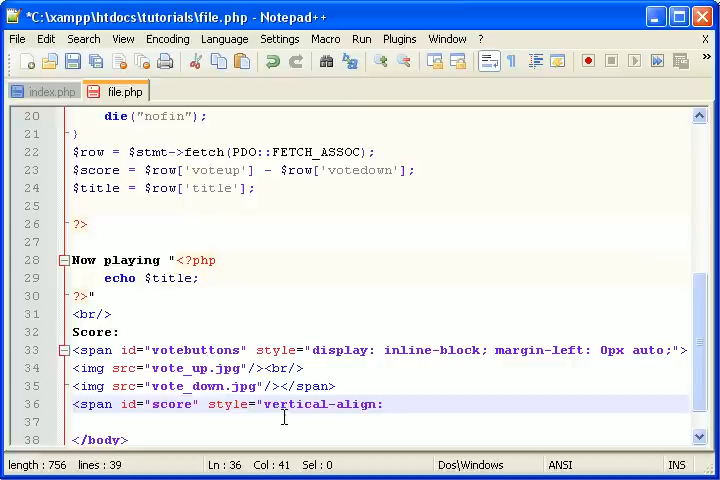 *C:\xampp\htdocs\tutorials\file.php - Notepad++
File Edit Search View Encoding Language Settings Macro Run Plugins Window ? X
index.php file.php
20 die("nofin");
21 }
22 $row = $stmt->fetch(PDO::FETCH_ASSOC);
23 $score = $row['voteup'] - $row['votedown'];
24 $title = $row['title'];
25
26 ?>
27
28 Now playing "<?php
29 echo $title;
30 ?>"
31 <br/>
32 Score:
33 <span id="votebuttons" style="display: inline-block; margin-left: 0px auto;">
34 <img src="vote_up.jpg"/><br/>
35 <img src="vote_down.jpg"/></span>
36 <span id="score" style="vertical-align:
37
38 </body>
length : 756 lines : 39 Ln : 36 Col : 41 Sel : 0 Dos\Windows ANSI INS